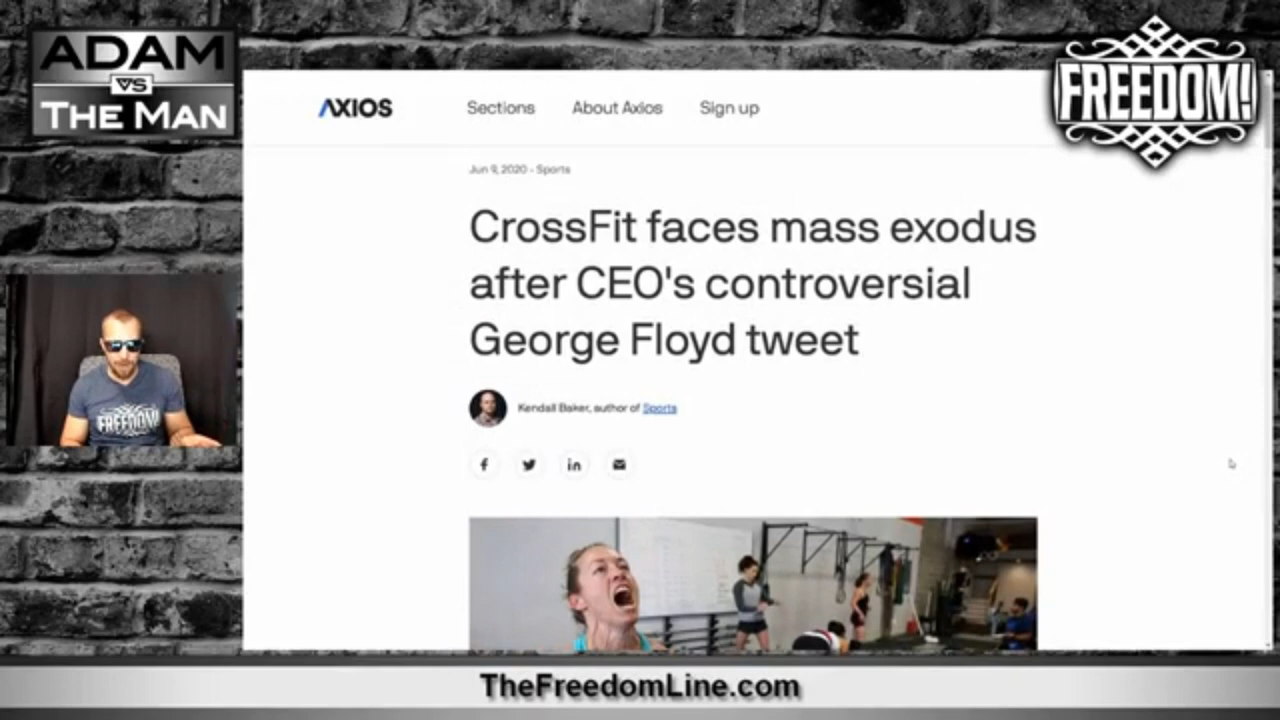 ADAM
VS
THE MAN
FREEDOM!
AXIOS
Sections About Axios Sign up
Jun 9, 2020 - Sports
CrossFit faces mass exodus
after CEO's controversial
George Floyd tweet
Kendall Baker, author of Sports
f in
FREEDOM!
TheFreedomLine.com